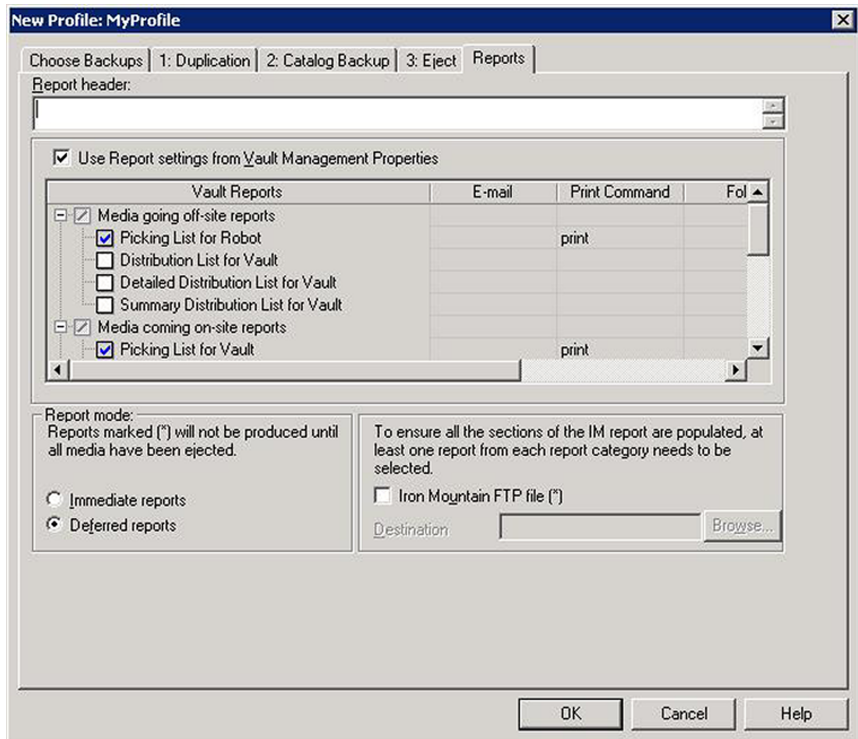 New Profile: MyProfile
Choose Backups 1: Duplication 2: Catalog Backup 3: Eject Reports
Report header:
Use Report settings from Vault Management Properties
Vault Reports E-mail Print Command Fol
Media going off-site reports
Picking List for Robot print
Distribution List for Vault
Detailed Distribution List for Vault
Summary Distribution List for Vault
Media coming on-site reports
Picking List for Vault print
Report mode:
Reports marked (*) will not be produced until
all media have been ejected.
Immediate reports
Deferred reports
To ensure all the sections of the IM report are populated, at
least one report from each report category needs to be
selected.
Iron Mountain FTP file (*)
Destination Browse...
OK Cancel Help